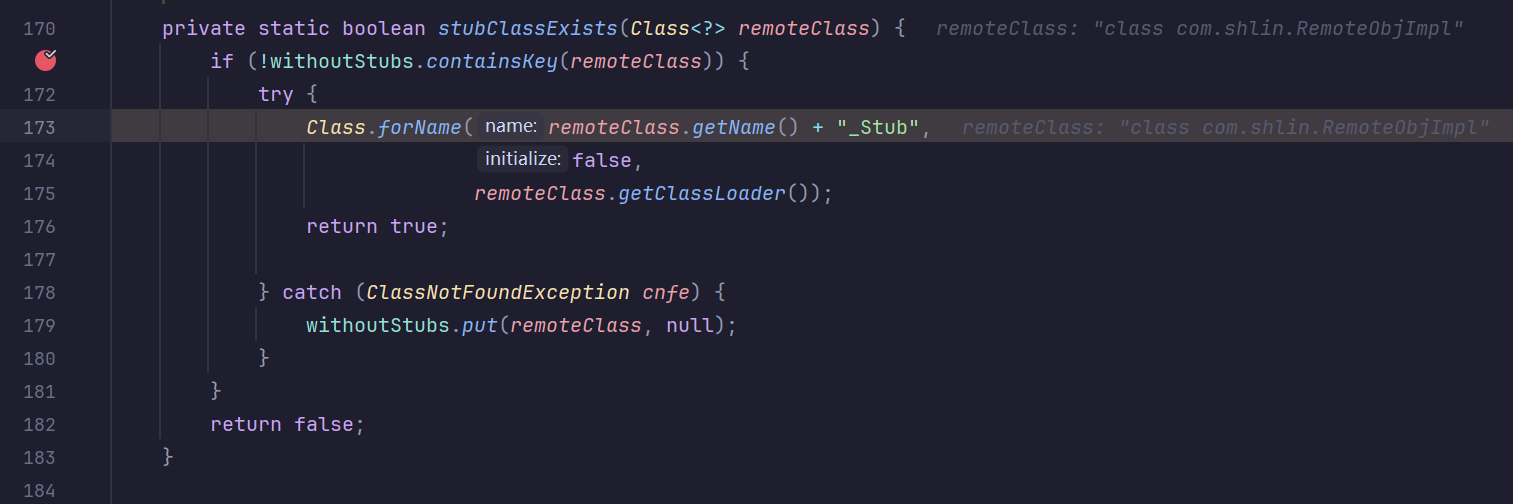 170 private static boolean stubClassExists(Class<?> remoteClass) { remoteClass: "class com.shlin.RemoteObjImpl"
if (!withoutStubs.containsKey(remoteClass)) {
172 try {
173 Class.forName( name: remoteClass.getName() + "_Stub", remoteClass: "class com.shlin.RemoteObjImpl"
174 initialize: false,
175 remoteClass.getClassLoader());
176 return true;
177
178 } catch (ClassNotFoundException cnfe) {
179 withoutStubs.put(remoteClass, null);
180 }
181 }
182 return false;
183 }
184